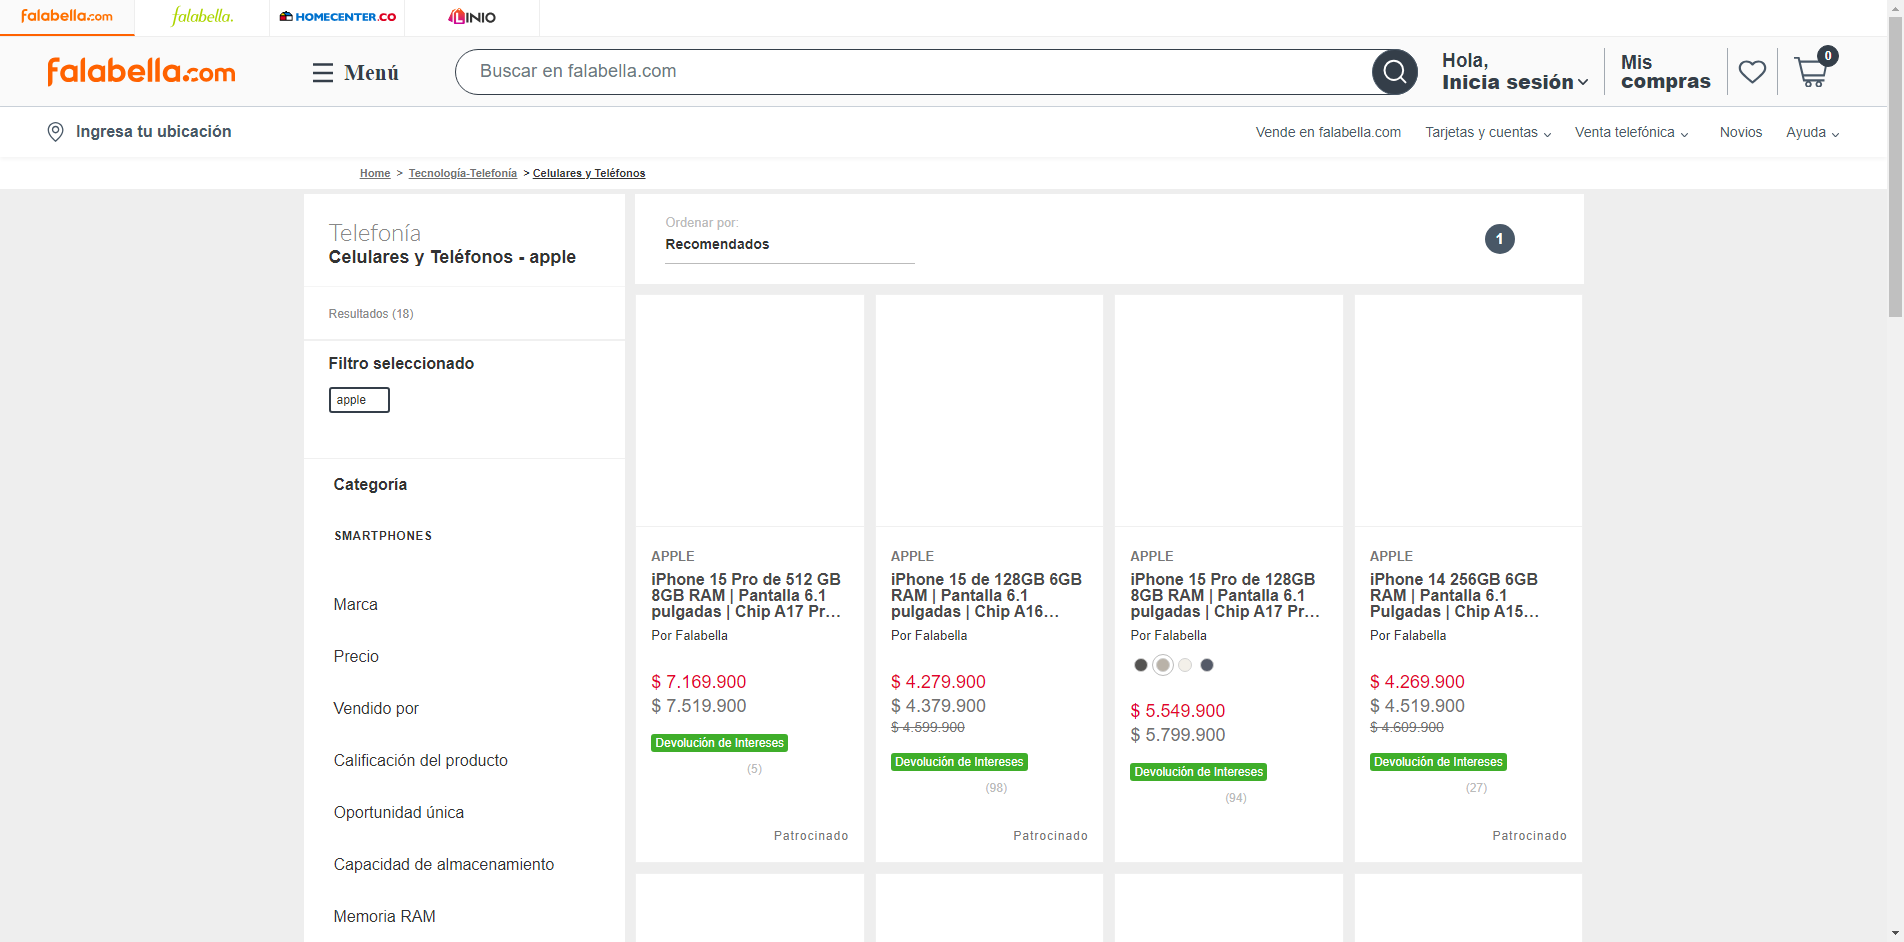 falabella.com
falabella.
HOMECENTER.CO
LINIO
falabella.com
Menú
Buscar en falabella.com
Hola,
Inicia sesión
Mis
compras
0
Ingresa tu ubicación
Vende en falabella.com
Tarjetas y cuentas
Venta telefónica
Novios
Ayuda
Home > Tecnología-Telefonía > Celulares y Teléfonos
Telefonía
Celulares y Teléfonos - apple
Resultados (18)
Filtro seleccionado
apple
Categoría
SMARTPHONES
Marca
Precio
Vendido por
Calificación del producto
Oportunidad única
Capacidad de almacenamiento
Memoria RAM
Ordenar por:
Recomendados
1
APPLE
iPhone 15 Pro de 512 GB
8GB RAM | Pantalla 6.1
pulgadas | Chip A17 Pr...
Por Falabella
$ 7.169.900
$ 7.519.900
Devolución de Intereses
(5)
Patrocinado
APPLE
iPhone 15 de 128GB 6GB
RAM | Pantalla 6.1
pulgadas | Chip A16...
Por Falabella
$ 4.279.900
$ 4.379.900
$ 4.599.900
Devolución de Intereses
(98)
Patrocinado
APPLE
iPhone 15 Pro de 128GB
8GB RAM | Pantalla 6.1
pulgadas | Chip A17 Pr...
Por Falabella
$ 5.549.900
$ 5.799.900
Devolución de Intereses
(94)
APPLE
iPhone 14 256GB 6GB
RAM | Pantalla 6.1
Pulgadas | Chip A15...
Por Falabella
$ 4.269.900
$ 4.519.900
$ 4.609.900
Devolución de Intereses
(27)
Patrocinado